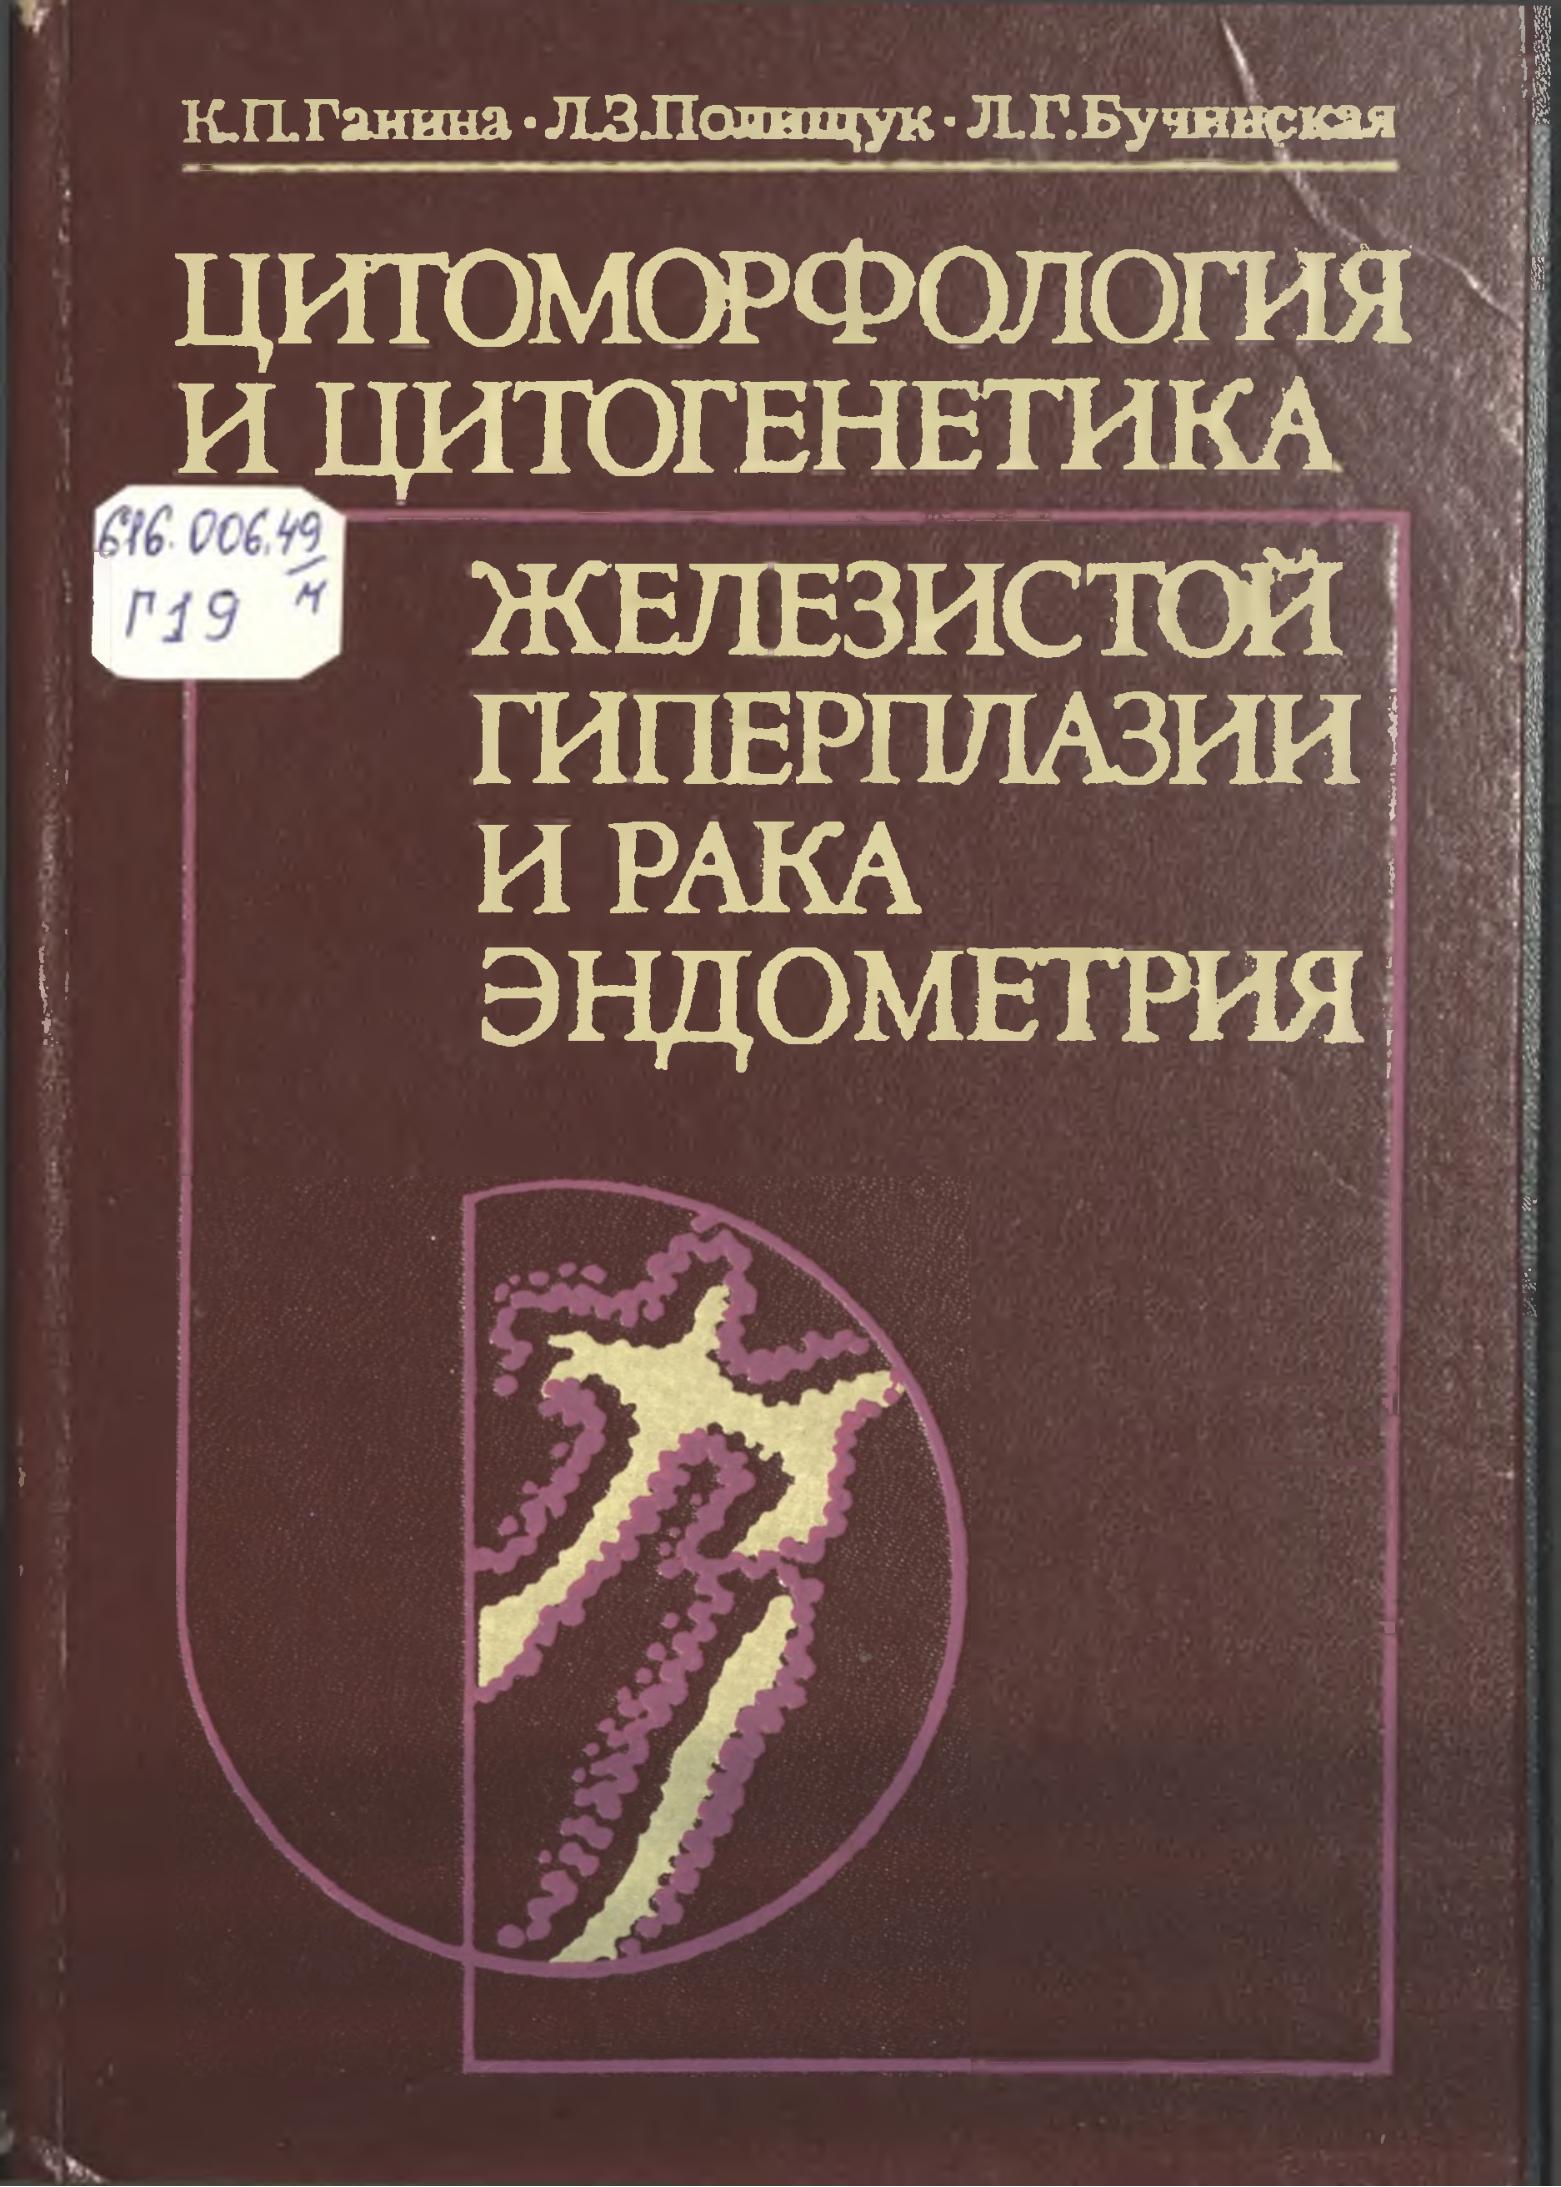 К.П.Ганина · Л.З.Полищук · Л.Г.Бучинская
ЦИТОМОРФОЛОГИЯ
И ЦИТОГЕНЕТИКА
616.006.49
Г19 м
ЖЕЛЕЗИСТОЙ
ГИПЕРПЛАЗИИ
И РАКА
ЭНДОМЕТРИЯ